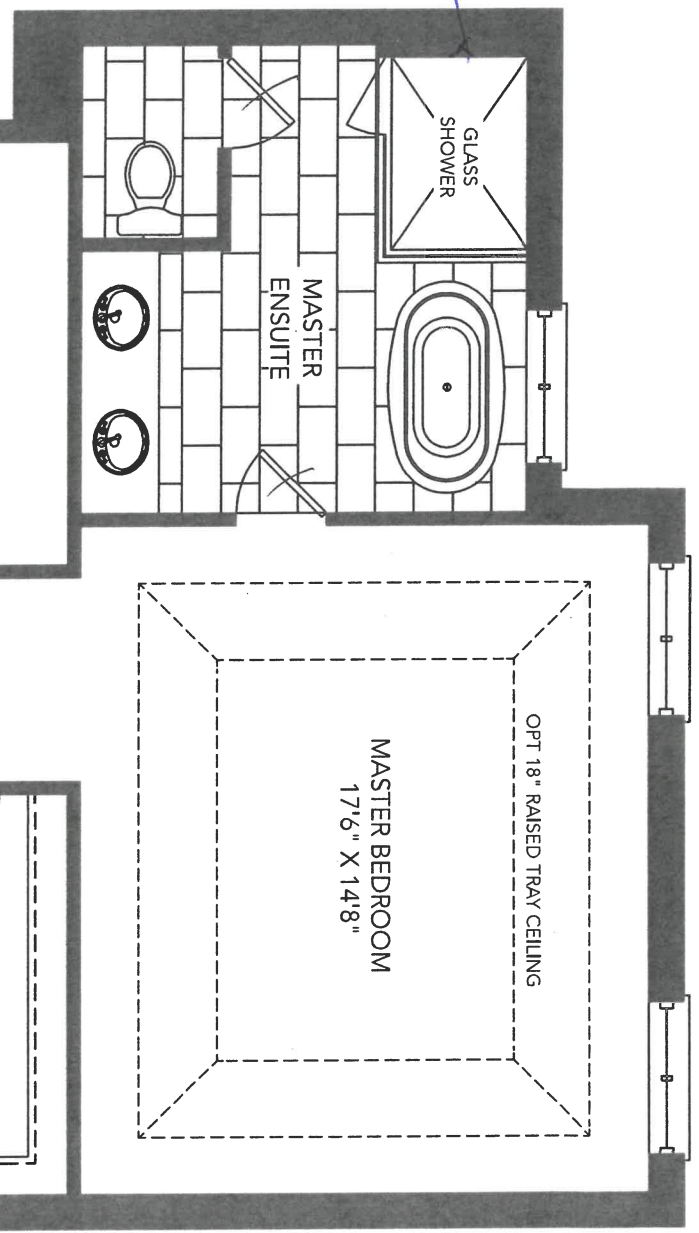 GLASS
SHOWER
MASTER
ENSUITE
OPT 18" RAISED TRAY CEILING
MASTER BEDROOM
17'6" X 14'8"